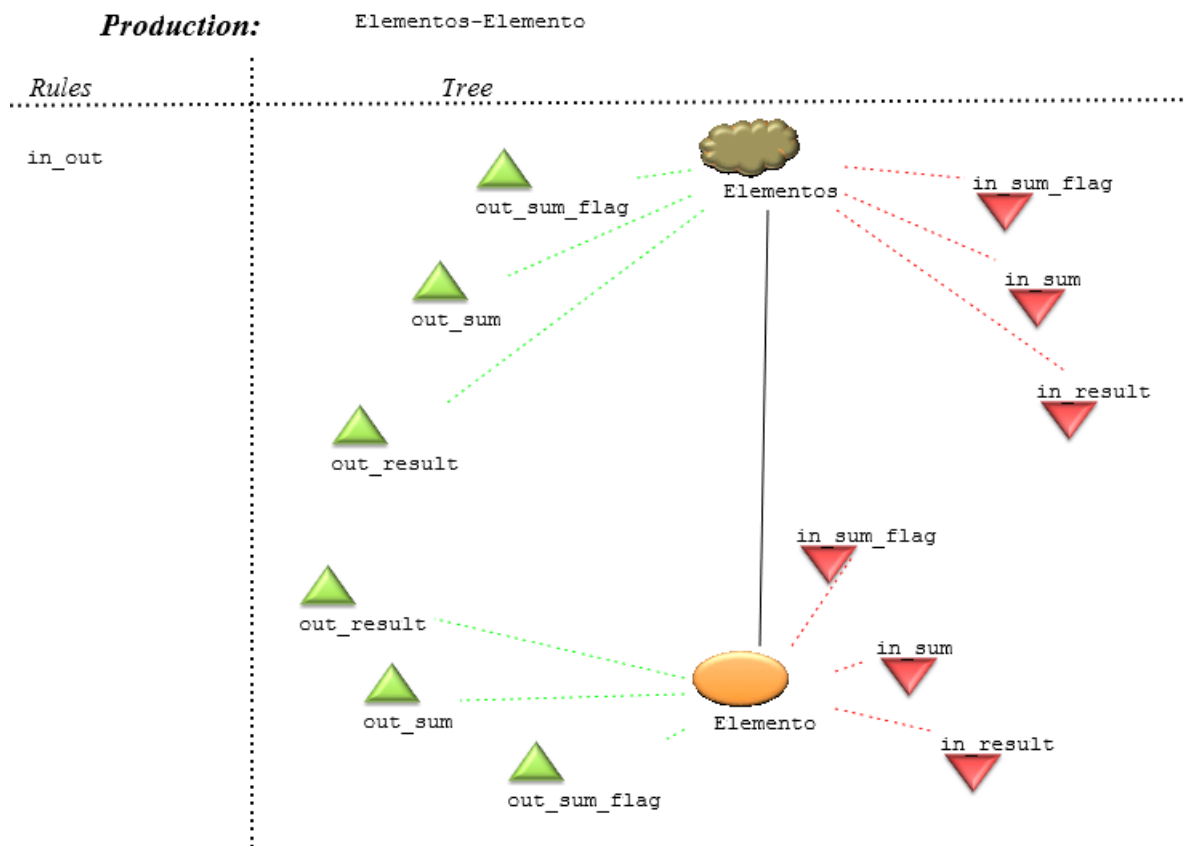 Production: Elementos-Elemento
Rules Tree
in_out
Elementos
out_sum_flag
in_sum_flag
out_sum
in_sum
out_result
in_result
in_sum_flag
out_result
in_sum
out_sum
Elemento
in_result
out_sum_flag